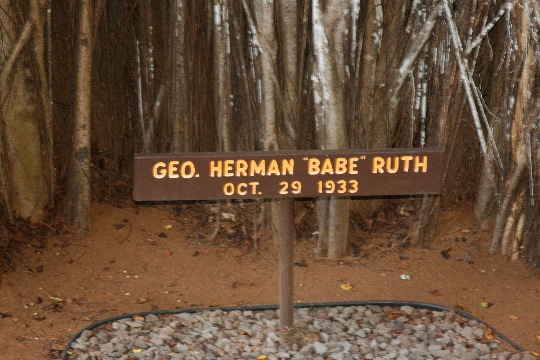 GEO. HERMAN "BABE" RUTH
OCT. 29 1933